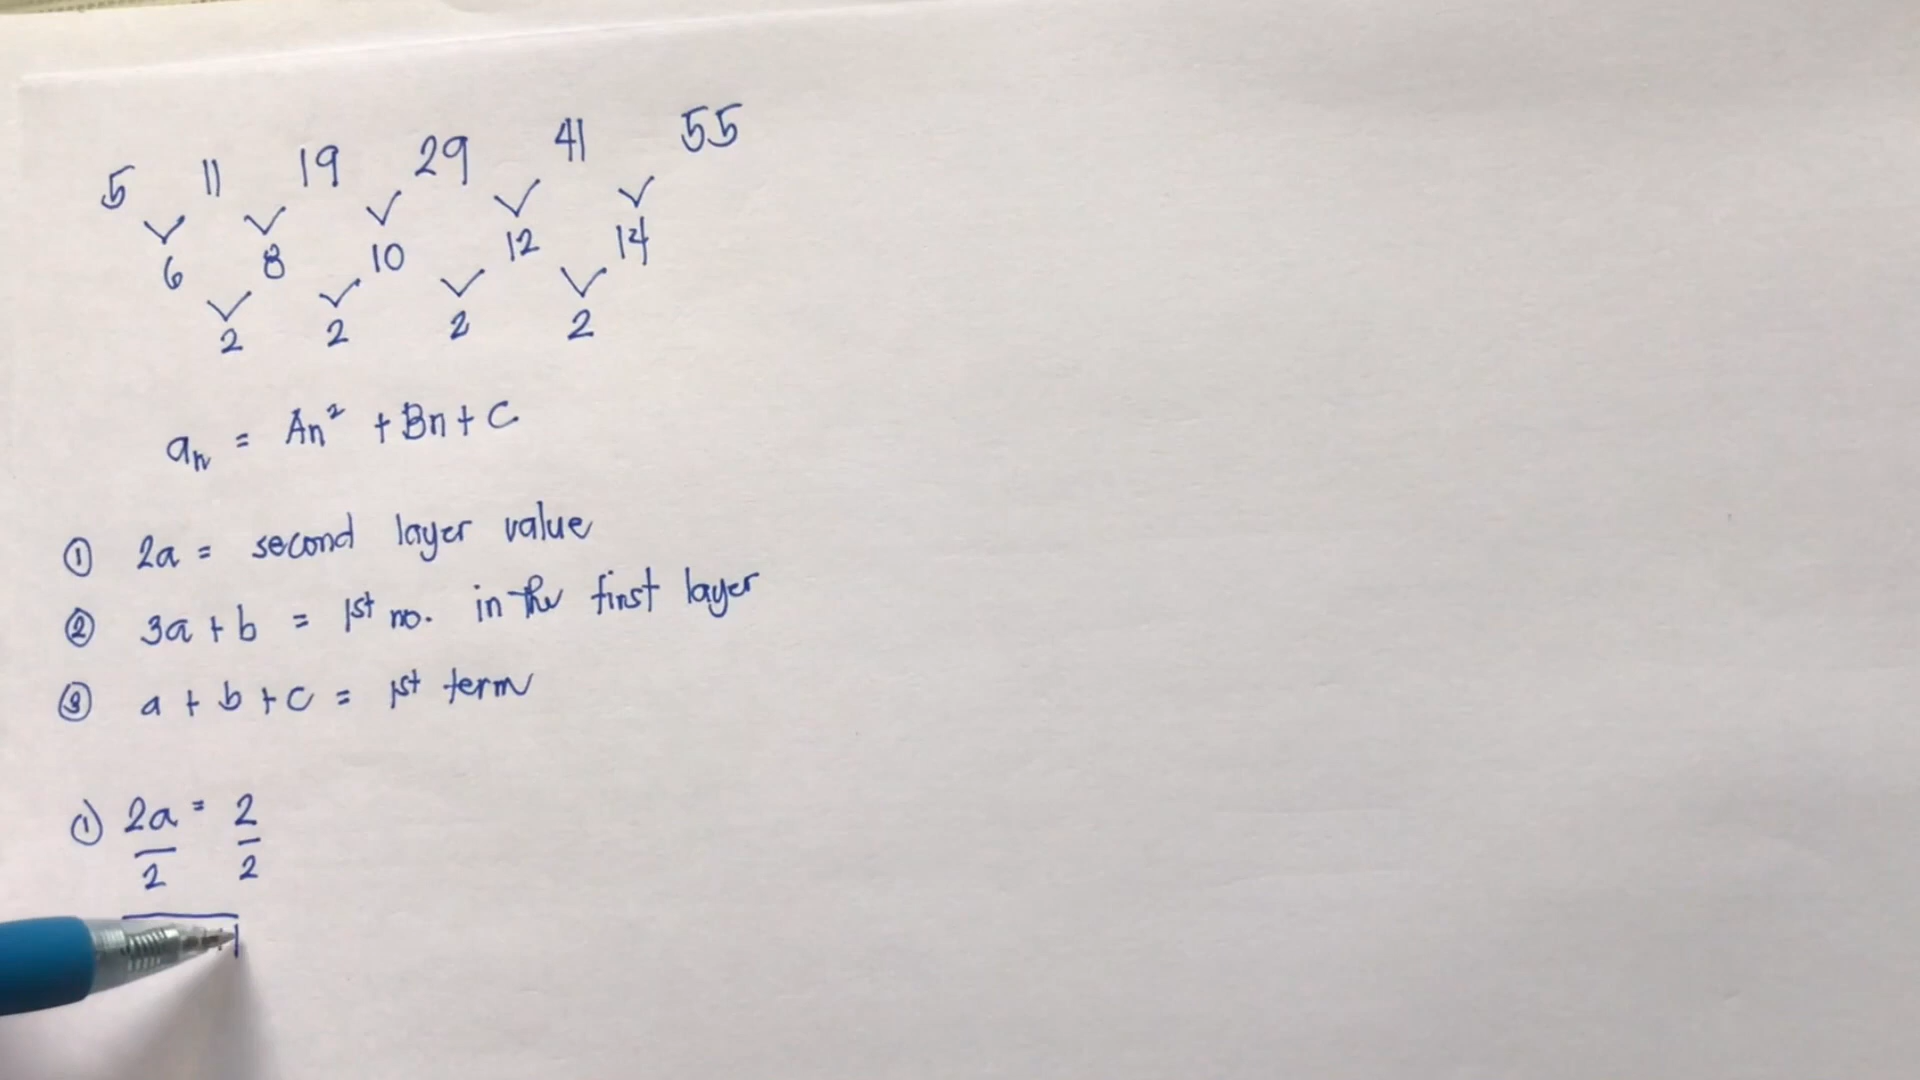 5 11 19 29 41 55
6 8 10 12 14
2 2 2 2
aₙ = An² + Bn + C
① 2a = second layer value
② 3a + b = 1st no. in the first layer
③ a + b + c = 1st term
① 2a = 2
2 2